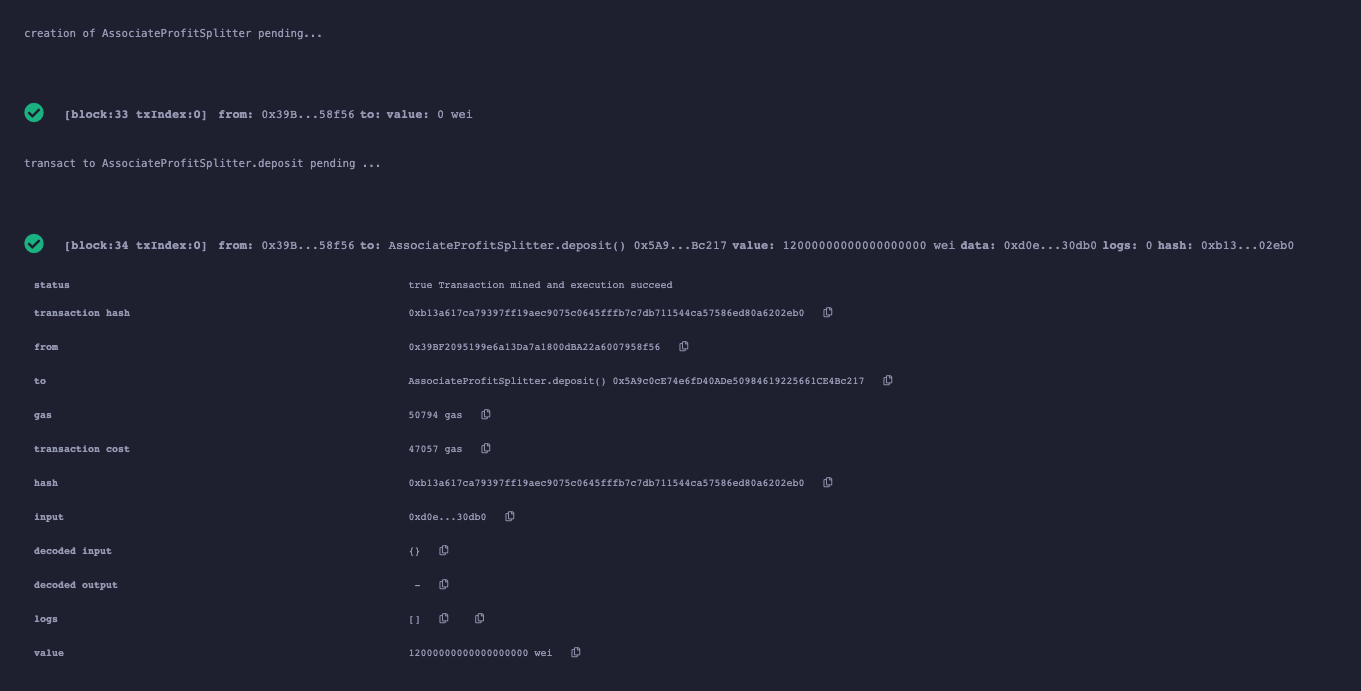 creation of AssociateProfitSplitter pending...
[block:33 txIndex:0] from: 0x39B...58f56 to: value: 0 wei
transact to AssociateProfitSplitter.deposit pending ...
[block:34 txIndex:0] from: 0x39B...58f56 to: AssociateProfitSplitter.deposit() 0x5A9...Bc217 value: 12000000000000000000 wei data: 0xd0e...30db0 logs: 0 hash: 0xb13...02eb0
status true Transaction mined and execution succeed
transaction hash 0xb13a617ca79397ff19aec9075c0645fffb7c7db711544ca57586ed80a6202eb0
from 0x39BF2095199e6a13Da7a1800dBA22a6007958f56
to AssociateProfitSplitter.deposit() 0x5A9c0cE74e6fD40ADe50984619225661CE4Bc217
gas 50794 gas
transaction cost 47057 gas
hash 0xb13a617ca79397ff19aec9075c0645fffb7c7db711544ca57586ed80a6202eb0
input 0xd0e...30db0
decoded input {}
decoded output -
logs []
value 12000000000000000000 wei